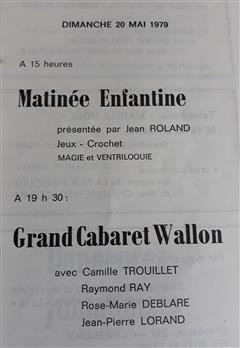 DIMANCHE 20 MAI 1979
A 15 heures
Matinée Enfantine
présentée par Jean ROLAND
Jeux - Crochet
MAGIE et VENTRILOQUIE
A 19 h 30 :
Grand Cabaret Wallon
avec Camille TROUILLET
Raymond RAY
Rose-Marie DEBLARE
Jean-Pierre LORAND